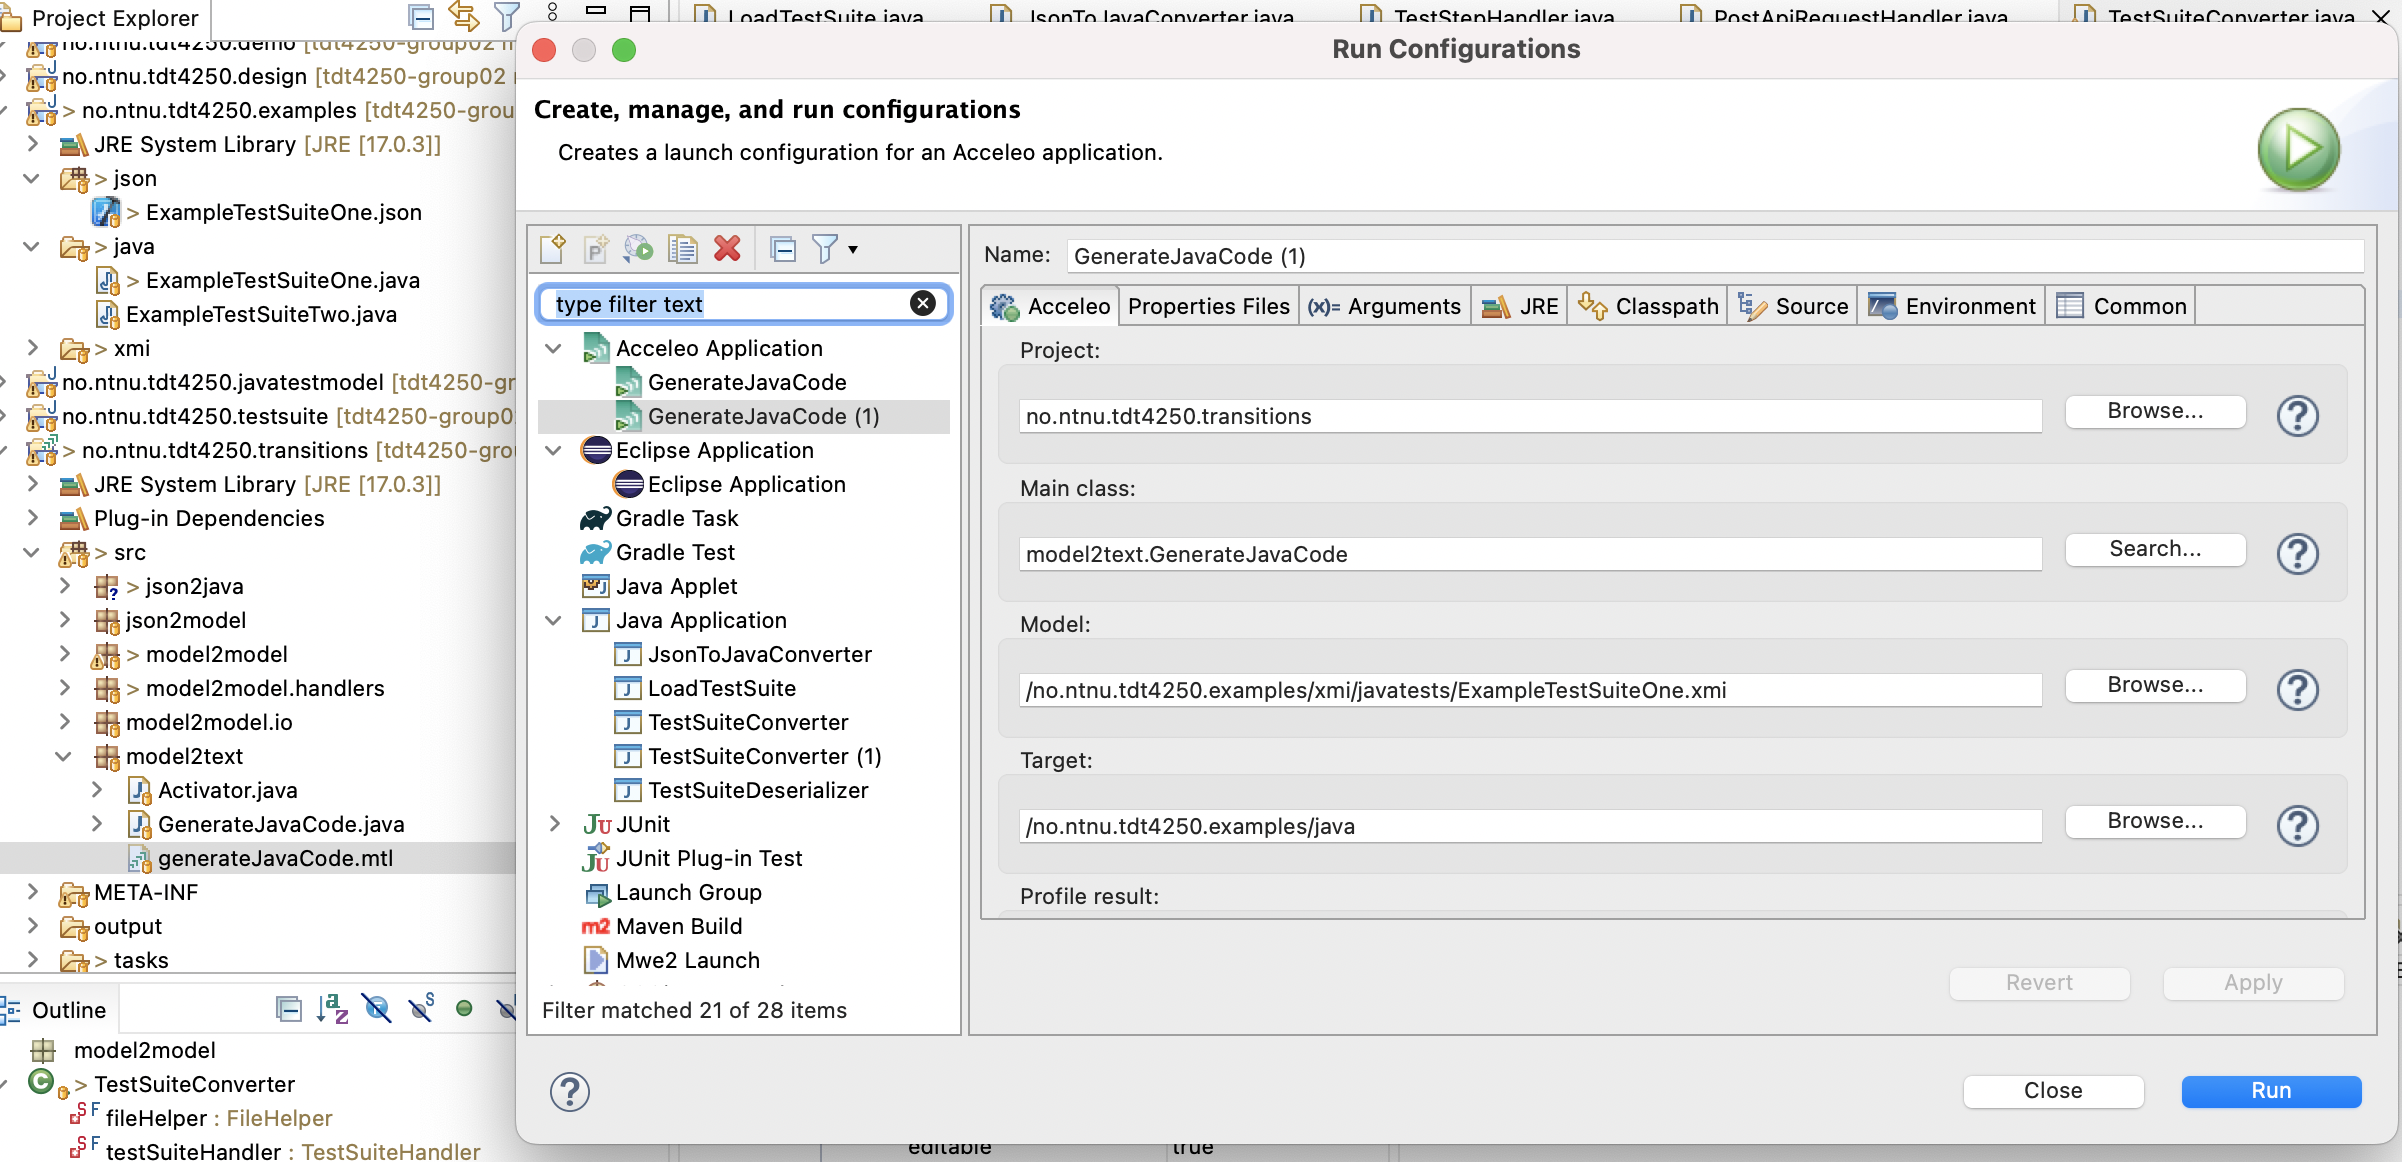 Project Explorer
no.ntnu.tdt4250.demo [tdt4250-group02
no.ntnu.tdt4250.design [tdt4250-group02
> no.ntnu.tdt4250.examples [tdt4250-grou
JRE System Library [JRE [17.0.3]]
> json
> ExampleTestSuiteOne.json
> java
> ExampleTestSuiteOne.java
ExampleTestSuiteTwo.java
> xmi
no.ntnu.tdt4250.javatestmodel [tdt4250-gr
no.ntnu.tdt4250.testsuite [tdt4250-group0
> no.ntnu.tdt4250.transitions [tdt4250-gro
JRE System Library [JRE [17.0.3]]
Plug-in Dependencies
> src
> json2java
json2model
> model2model
> model2model.handlers
model2model.io
model2text
Activator.java
GenerateJavaCode.java
generateJavaCode.mtl
META-INF
output
> tasks
Outline
model2model
> TestSuiteConverter
fileHelper : FileHelper
testSuiteHandler : TestSuiteHandler
LoadTestSuite.java
JsonToJavaConverter.java
TestStepHandler.java
PostApiRequestHandler.java
TestSuiteConverter.java
Run Configurations
Create, manage, and run configurations
Creates a launch configuration for an Acceleo application.
type filter text
Acceleo Application
GenerateJavaCode
GenerateJavaCode (1)
Eclipse Application
Eclipse Application
Gradle Task
Gradle Test
Java Applet
Java Application
JsonToJavaConverter
LoadTestSuite
TestSuiteConverter
TestSuiteConverter (1)
TestSuiteDeserializer
JUnit
JUnit Plug-in Test
Launch Group
m2 Maven Build
Mwe2 Launch
Filter matched 21 of 28 items
Name: GenerateJavaCode (1)
Acceleo
Properties Files
(x)= Arguments
JRE
Classpath
Source
Environment
Common
Project:
no.ntnu.tdt4250.transitions
Browse...
Main class:
model2text.GenerateJavaCode
Search...
Model:
/no.ntnu.tdt4250.examples/xmi/javatests/ExampleTestSuiteOne.xmi
Browse...
Target:
/no.ntnu.tdt4250.examples/java
Browse...
Profile result:
Revert
Apply
Close
Run
editable
true